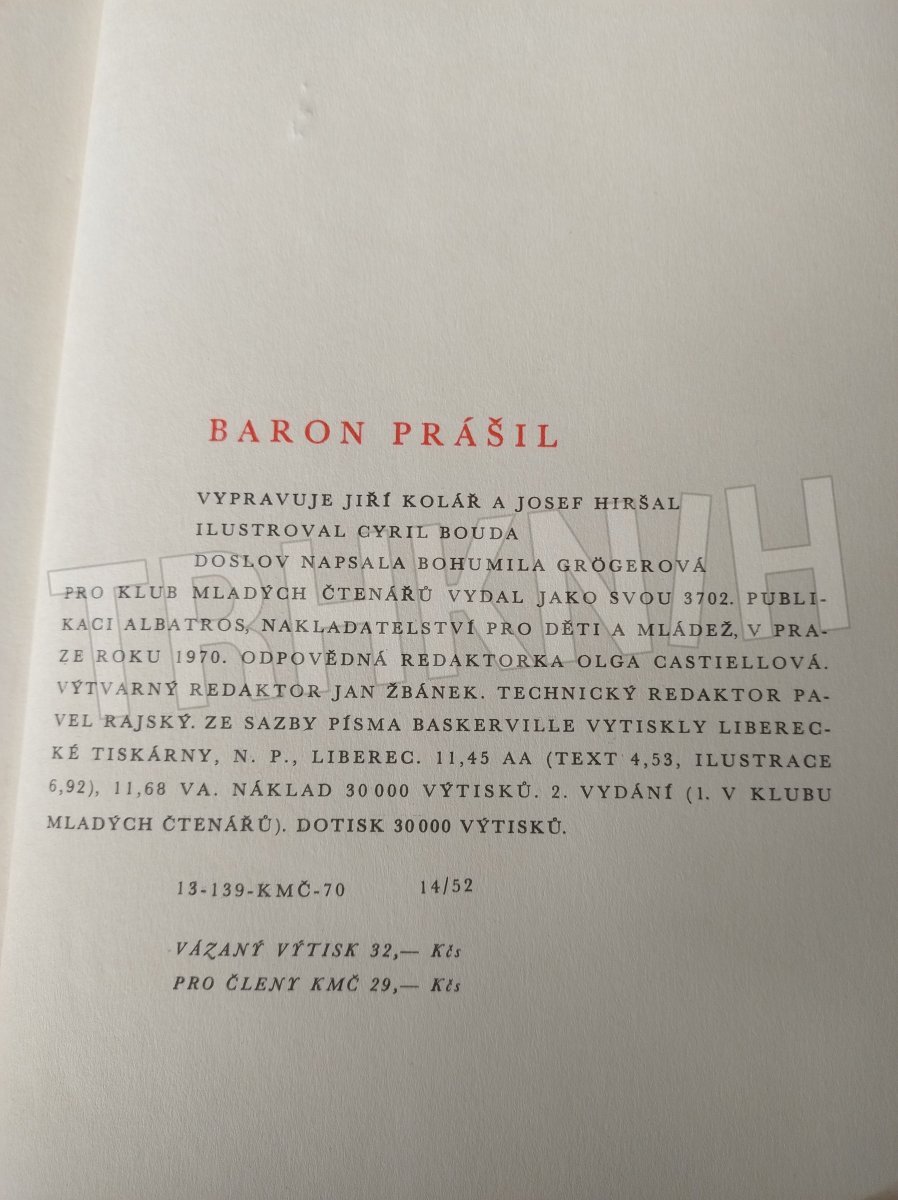 BARON PRÁŠIL
VYPRAVUJE JIŘÍ KOLÁŘ A JOSEF HIRŠAL
ILUSTROVAL CYRIL BOUDA
DOSLOV NAPSALA BOHUMILA GRÖGEROVÁ
PRO KLUB MLADÝCH ČTENÁŘŮ VYDAL JAKO SVOU 3702. PUBLI-
KACI ALBATROS, NAKLADATELSTVÍ PRO DĚTI A MLÁDEŽ, V PRA-
ZE ROKU 1970. ODPOVĚDNÁ REDAKTORKA OLGA CASTIELLOVÁ.
VÝTVARNÝ REDAKTOR JAN ŽBÁNEK. TECHNICKÝ REDAKTOR PA-
VEL RAJSKÝ. ZE SAZBY PÍSMA BASKERVILLE VYTISKLY LIBEREC-
KÉ TISKÁRNY, N. P., LIBEREC. 11,45 AA (TEXT 4,53, ILUSTRACE
6,92), 11,68 VA. NÁKLAD 30 000 VÝTISKŮ. 2. VYDÁNÍ (1. V KLUBU
MLADÝCH ČTENÁŘŮ). DOTISK 30 000 VÝTISKŮ.
13-139-KMČ-70 14/52
VÁZANÝ VÝTISK 32,— Kčs
PRO ČLENY KMČ 29,— Kčs
TRH KNIH